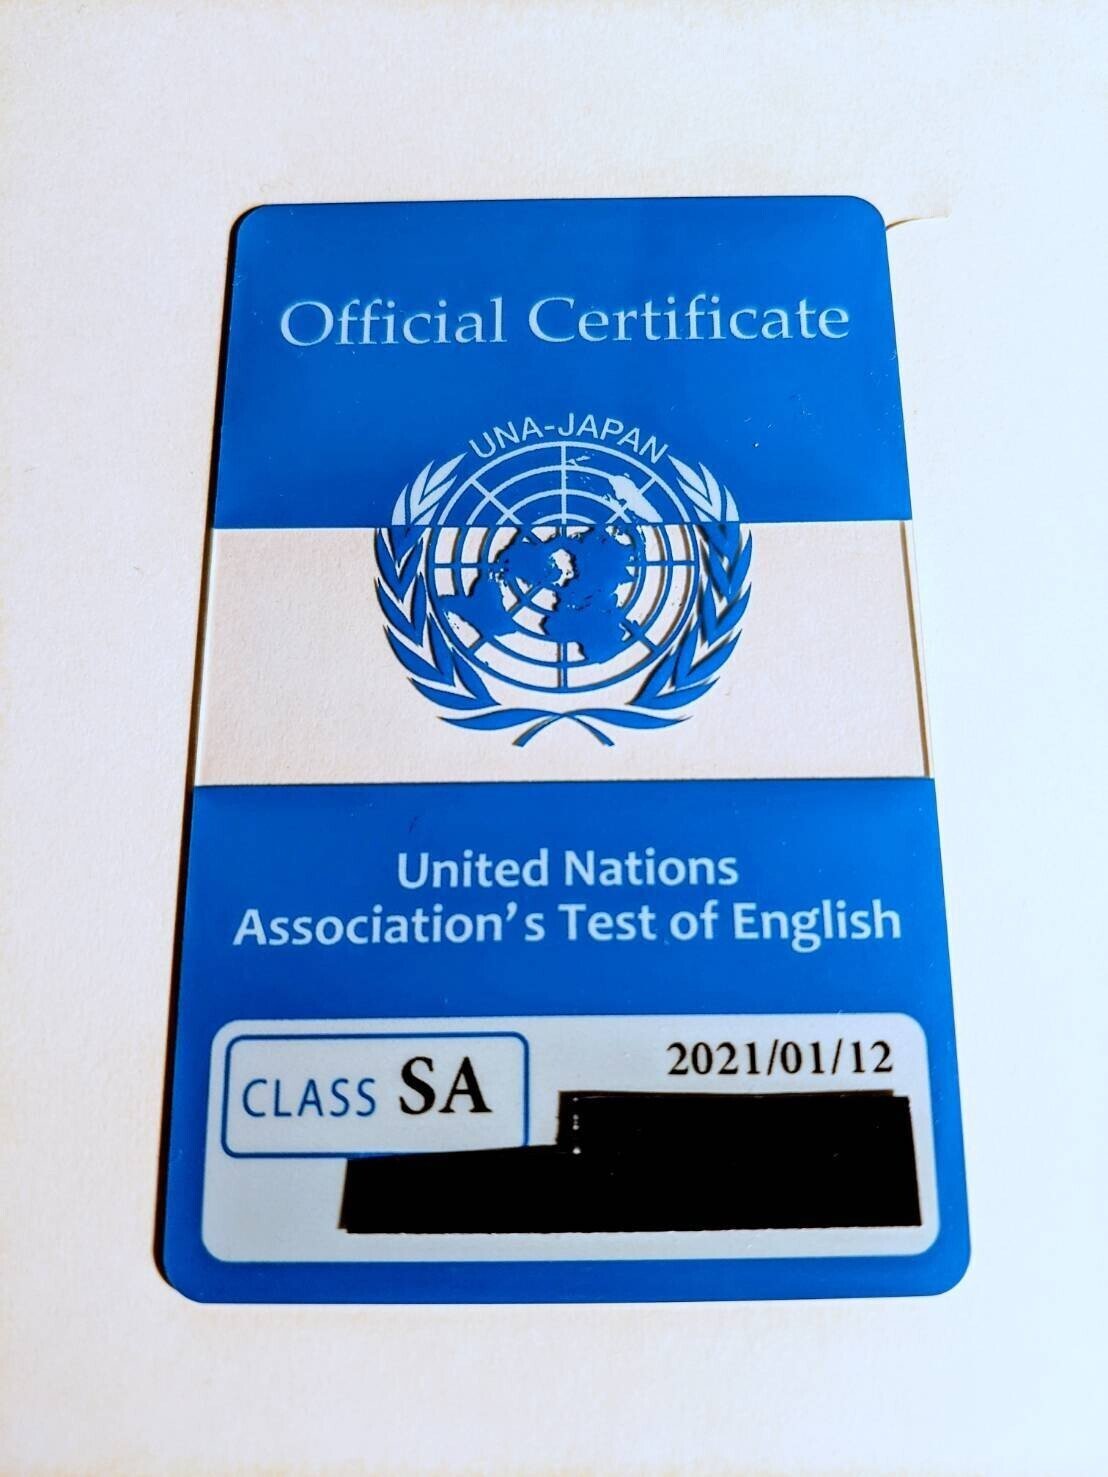 Official Certificate
UNA-JAPAN
United Nations
Association's Test of English
CLASS SA
2021/01/12